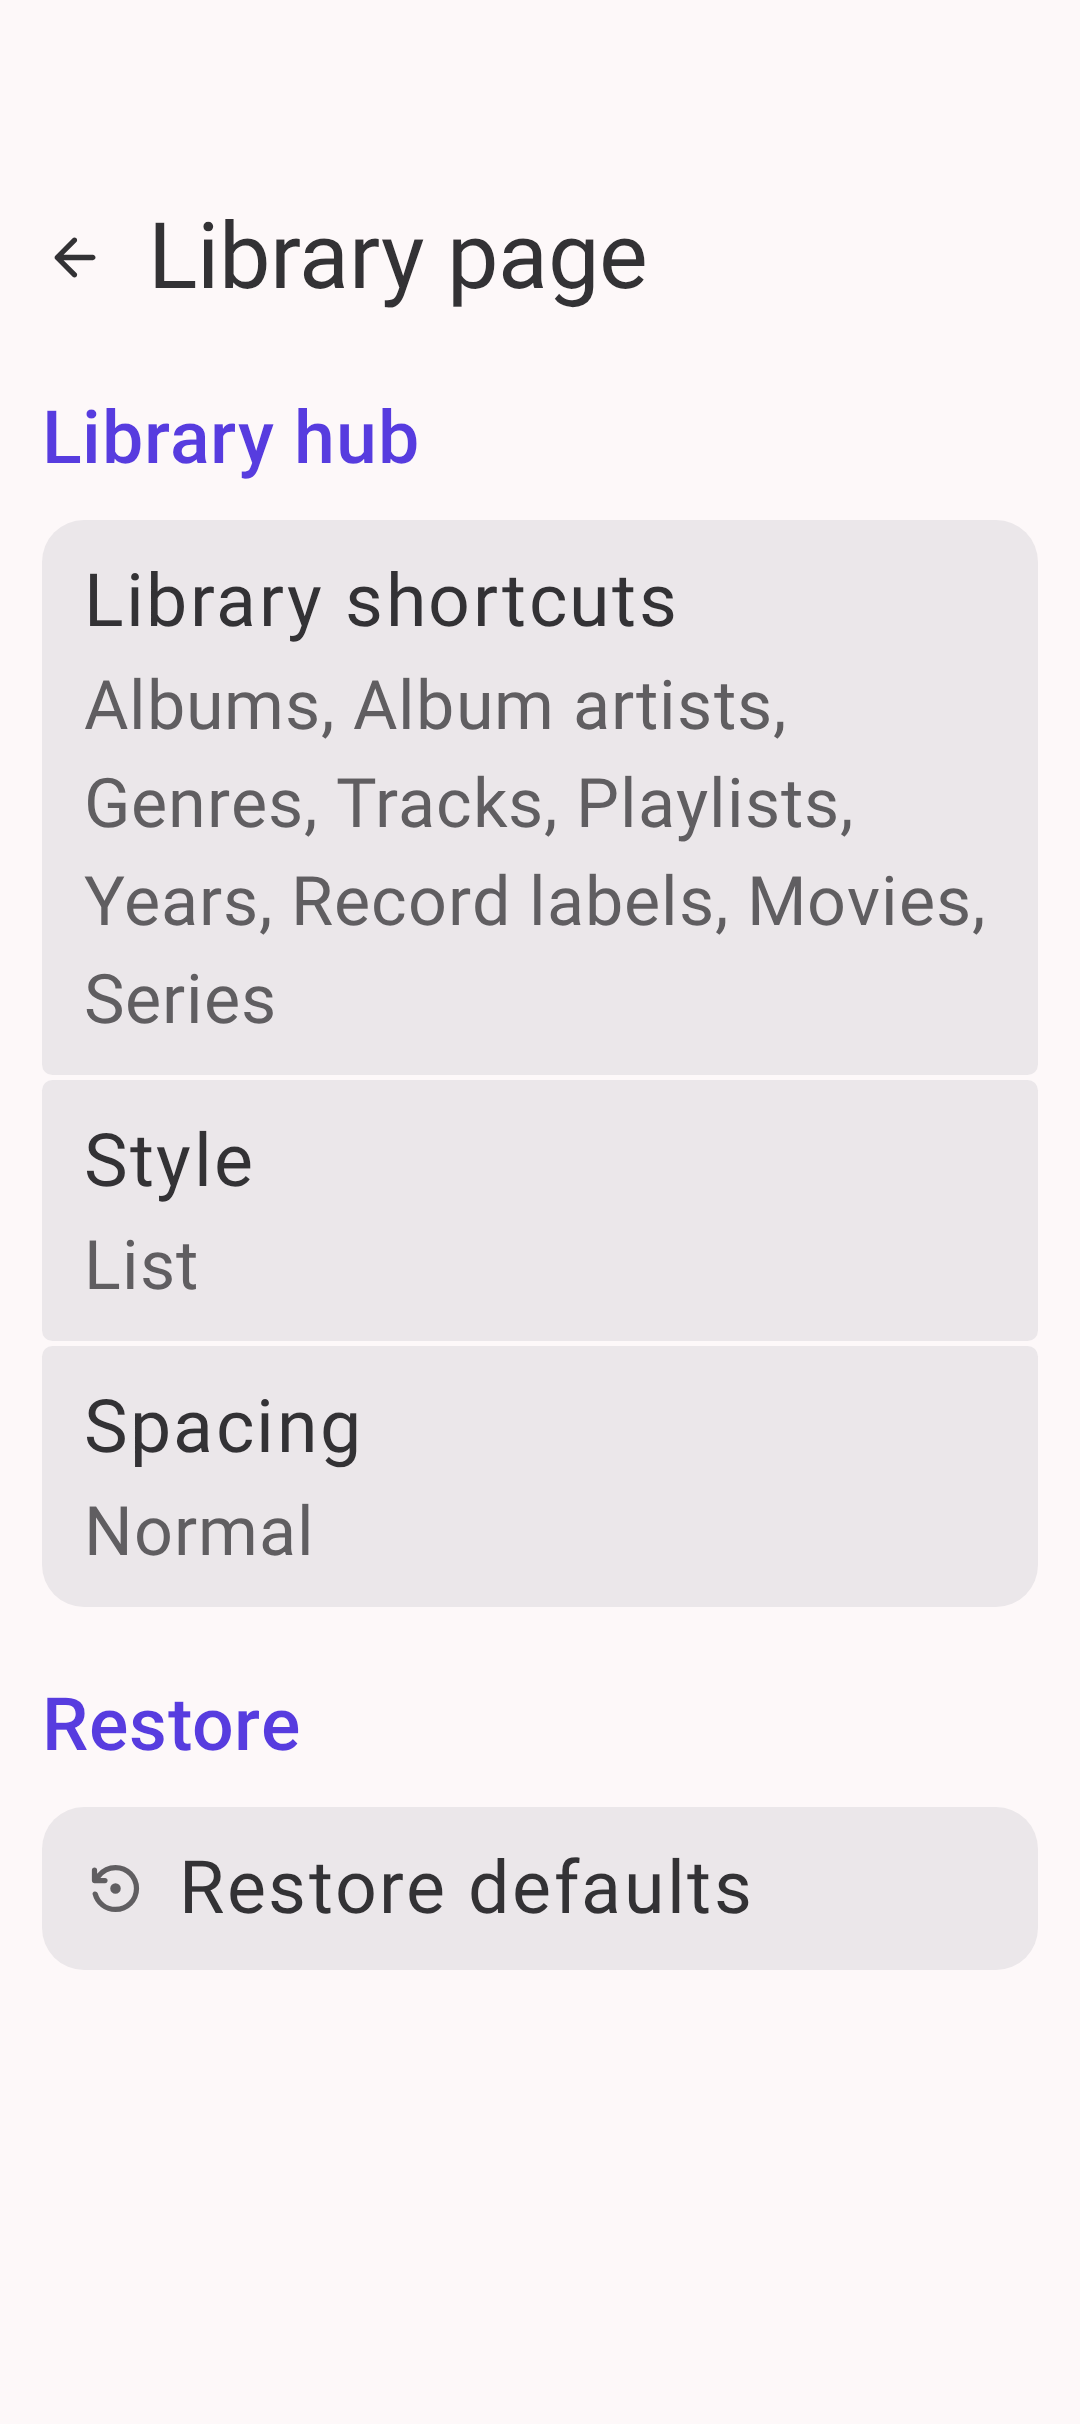 Library page
Library hub
Library shortcuts
Albums, Album artists,
Genres, Tracks, Playlists,
Years, Record labels, Movies,
Series
Style
List
Spacing
Normal
Restore
Restore defaults